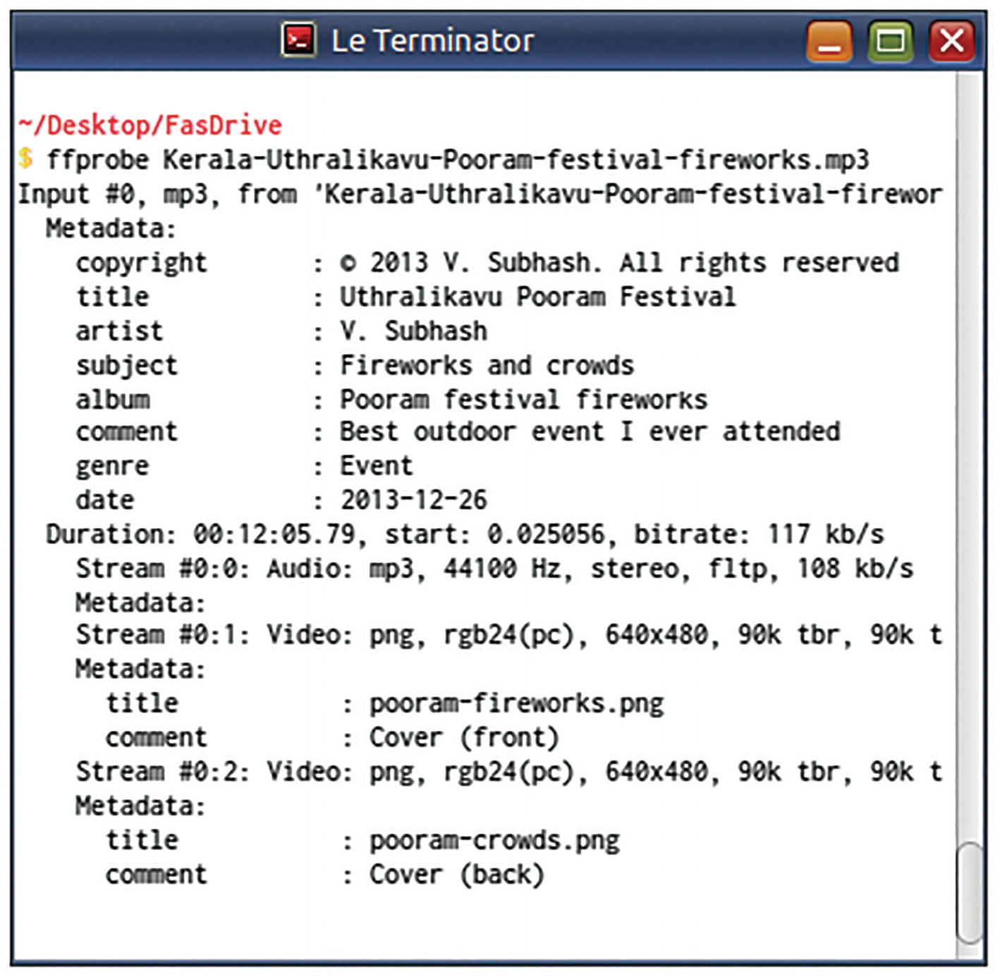 Le Terminator
~/Desktop/FasDrive
$ ffprobe Kerala-Uthralikavu-Pooram-festival-fireworks.mp3
Input #0, mp3, from 'Kerala-Uthralikavu-Pooram-festival-firewor
Metadata:
copyright : © 2013 V. Subhash. All rights reserved
title : Uthralikavu Pooram Festival
artist : V. Subhash
subject : Fireworks and crowds
album : Pooram festival fireworks
comment : Best outdoor event I ever attended
genre : Event
date : 2013-12-26
Duration: 00:12:05.79, start: 0.025056, bitrate: 117 kb/s
Stream #0:0: Audio: mp3, 44100 Hz, stereo, fltp, 108 kb/s
Metadata:
Stream #0:1: Video: png, rgb24(pc), 640x480, 90k tbr, 90k t
Metadata:
title : pooram-fireworks.png
comment : Cover (front)
Stream #0:2: Video: png, rgb24(pc), 640x480, 90k tbr, 90k t
Metadata:
title : pooram-crowds.png
comment : Cover (back)